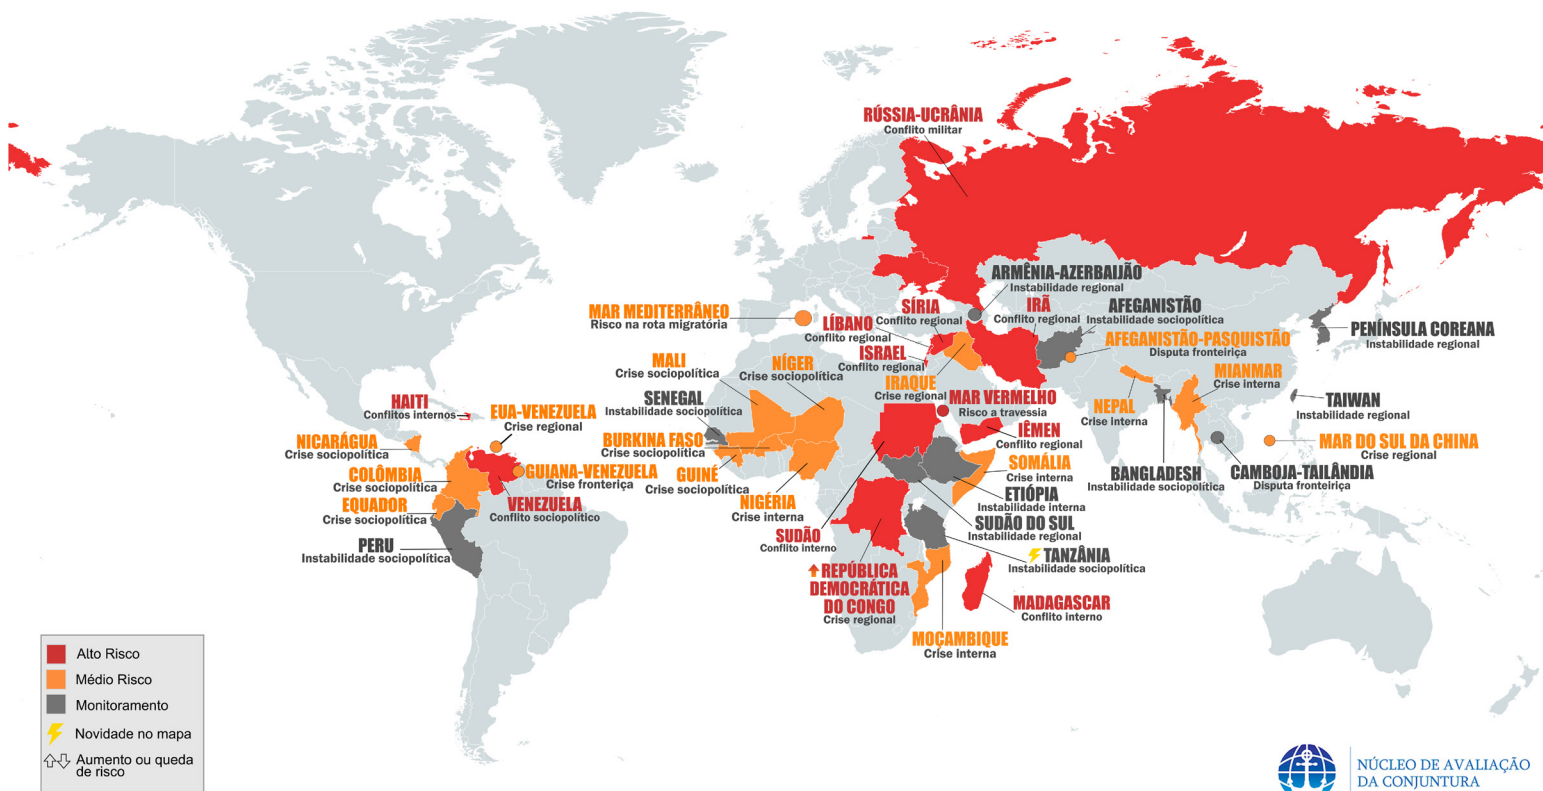 RÚSSIA-UCRÂNIA
Conflito militar
ARMÊNIA-AZERBAIJÃO
Instabilidade regional
SÍRIA
Conflito regional
IRÃ
Conflito regional
AFEGANISTÃO
Instabilidade sociopolítica
MAR MEDITERRÂNEO
Risco na rota migratória
LÍBANO
Conflito regional
PENÍNSULA COREANA
Instabilidade regional
AFEGANISTÃO-PASQUISTÃO
Disputa fronteiriça
ISRAEL
Conflito regional
MALI
Crise sociopolítica
NÍGER
Crise sociopolítica
IRAQUE
Crise regional
MIANMAR
Crise interna
SENEGAL
Instabilidade sociopolítica
MAR VERMELHO
Risco a travessia
HAITI
Conflitos internos
EUA-VENEZUELA
Crise regional
NEPAL
Crise interna
TAIWAN
Instabilidade regional
IÊMEN
Conflito regional
NICARÁGUA
Crise sociopolítica
BURKINA FASO
Crise sociopolítica
MAR DO SUL DA CHINA
Crise regional
COLÔMBIA
Crise sociopolítica
GUIANA-VENEZUELA
Crise fronteriça
GUINÉ
Crise sociopolítica
SOMÁLIA
Crise interna
BANGLADESH
Instabilidade sociopolítica
CAMBOJA-TAILÂNDIA
Disputa fronteiriça
EQUADOR
Crise sociopolítica
VENEZUELA
Conflito sociopolítico
NIGÉRIA
Crise interna
ETIÓPIA
Instabilidade interna
SUDÃO DO SUL
Instabilidade regional
PERU
Instabilidade sociopolítica
SUDÃO
Conflito interno
TANZÂNIA
Instabilidade sociopolítica
REPÚBLICA
DEMOCRÁTICA
DO CONGO
Crise regional
MADAGASCAR
Conflito interno
MOÇAMBIQUE
Crise interna
Alto Risco
Médio Risco
Monitoramento
Novidade no mapa
Aumento ou queda
de risco
NÚCLEO DE AVALIAÇÃO
DA CONJUNTURA